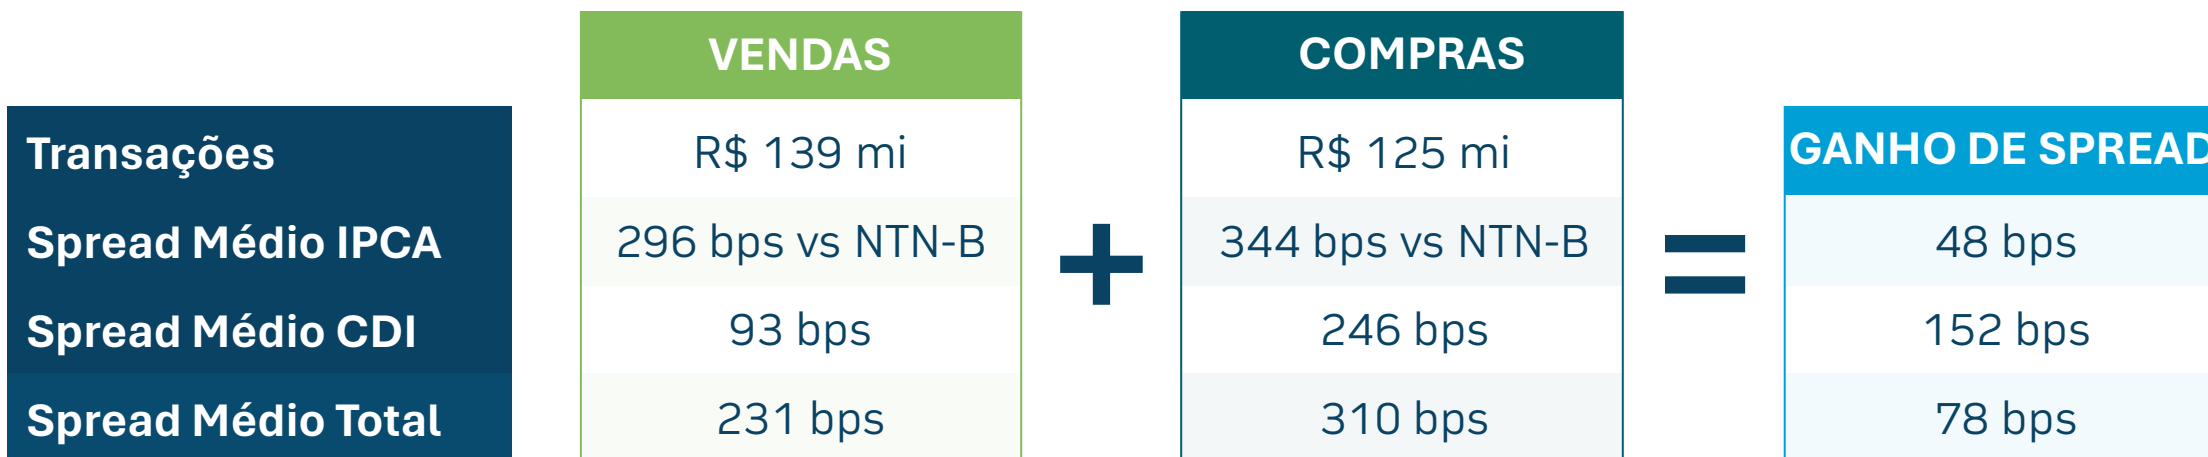 VENDAS COMPRAS
Transações R$ 139 mi R$ 125 mi GANHO DE SPREAD
Spread Médio IPCA 296 bps vs NTN-B + 344 bps vs NTN-B = 48 bps
Spread Médio CDI 93 bps 246 bps 152 bps
Spread Médio Total 231 bps 310 bps 78 bps